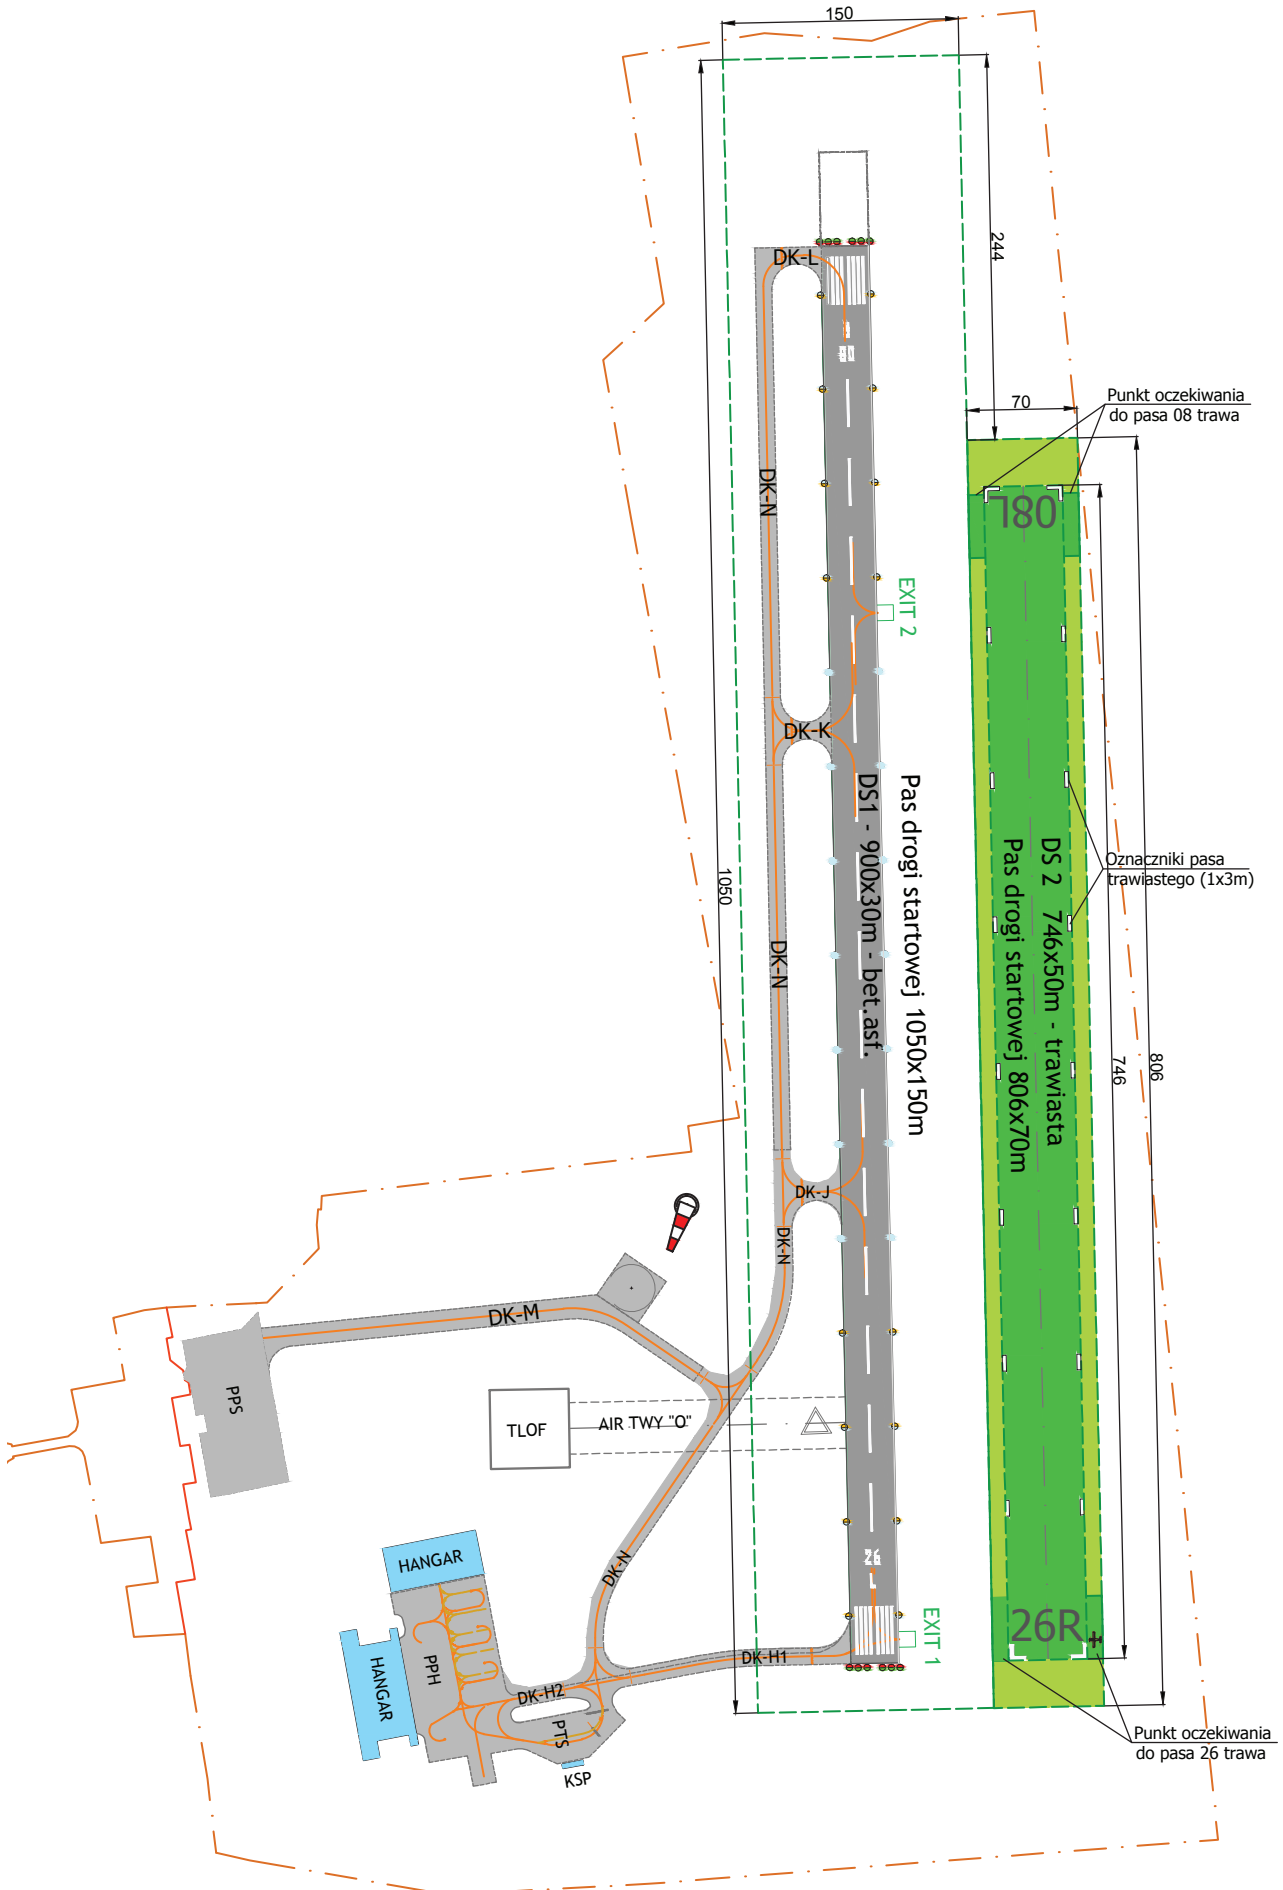 150
244
DK-L
08
70
Punkt oczekiwania
do pasa 08 trawa
08L
DK-N
EXIT 2
DK-K
Pas drogi startowej 1050x150m
DS1 - 900x30m - bet.asf.
DS 2 746x50m - trawiasta
Pas drogi startowej 806x70m
Oznaczniki pasa
trawiastego (1x3m)
1050
DK-N
746
806
DK-J
DK-N
DK-M
PPS
TLOF
AIR TWY "O"
DK-N
26
HANGAR
HANGAR
PPH
DK-H2
DK-H1
PTS
KSP
EXIT 1
26R
Punkt oczekiwania
do pasa 26 trawa